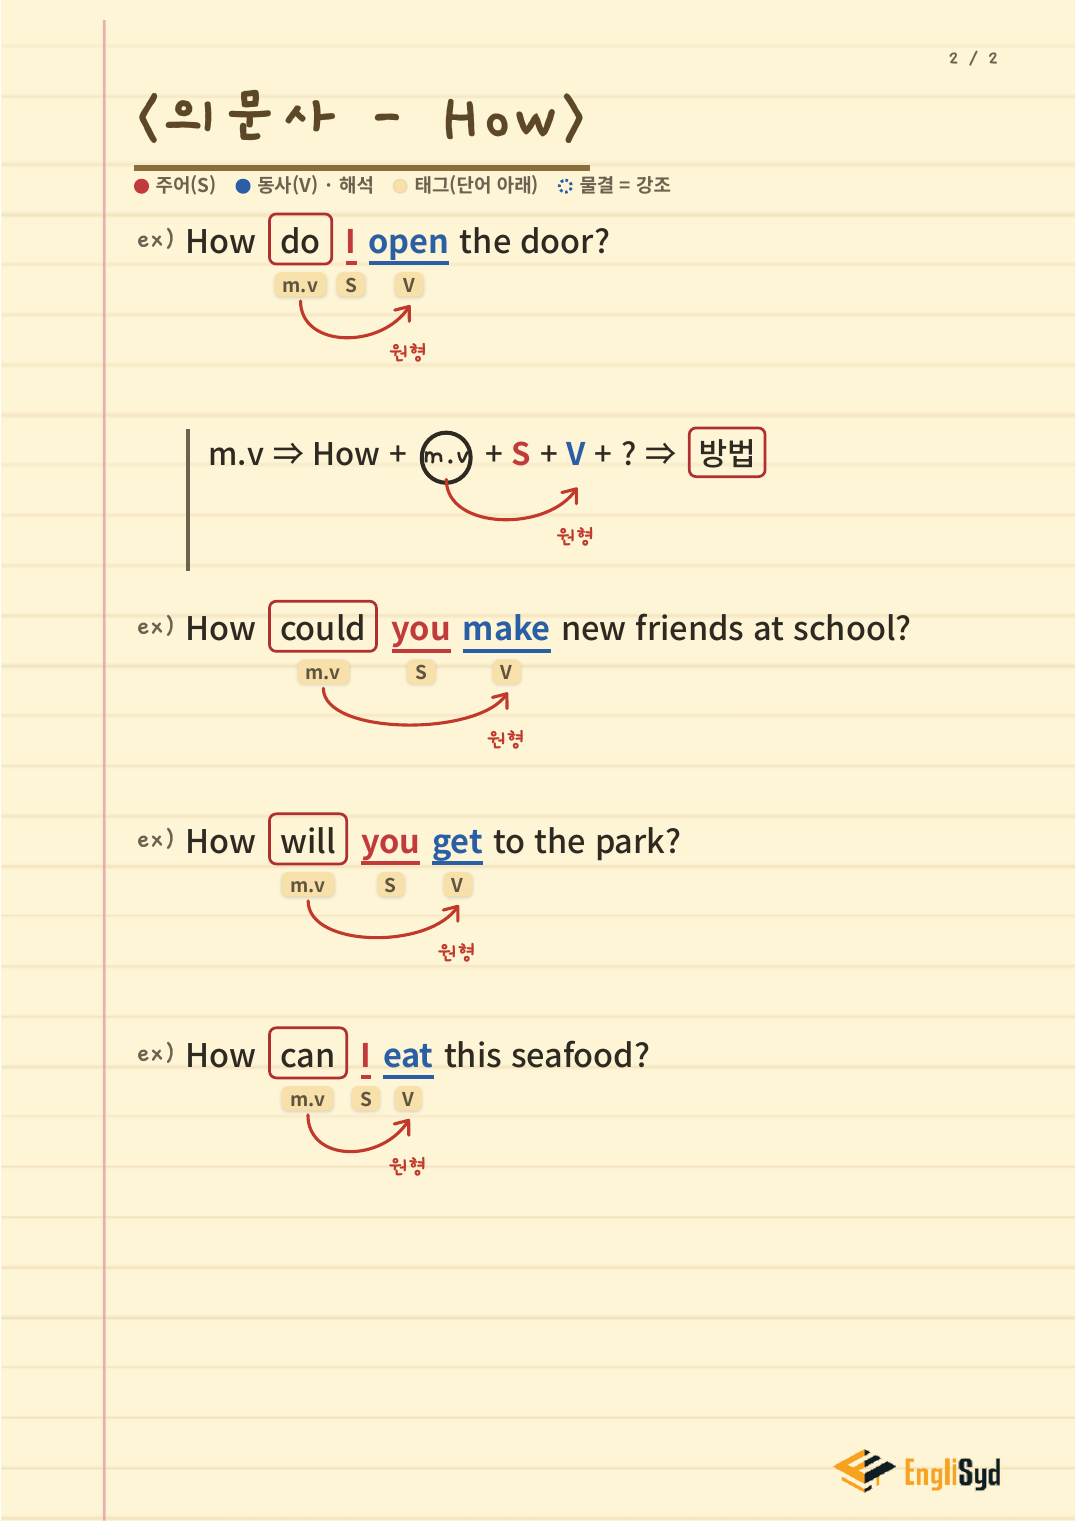 2 / 2
<의문사 - How>
주어(S) 동사(V) · 해석 태그(단어 아래) 물결 = 강조
ex) How do I open the door?
m.v S V
원형
m.v ⇒ How + m.v + S + V + ? ⇒ 방법
원형
ex) How could you make new friends at school?
m.v S V
원형
ex) How will you get to the park?
m.v S V
원형
ex) How can I eat this seafood?
m.v S V
원형
EngliSyd